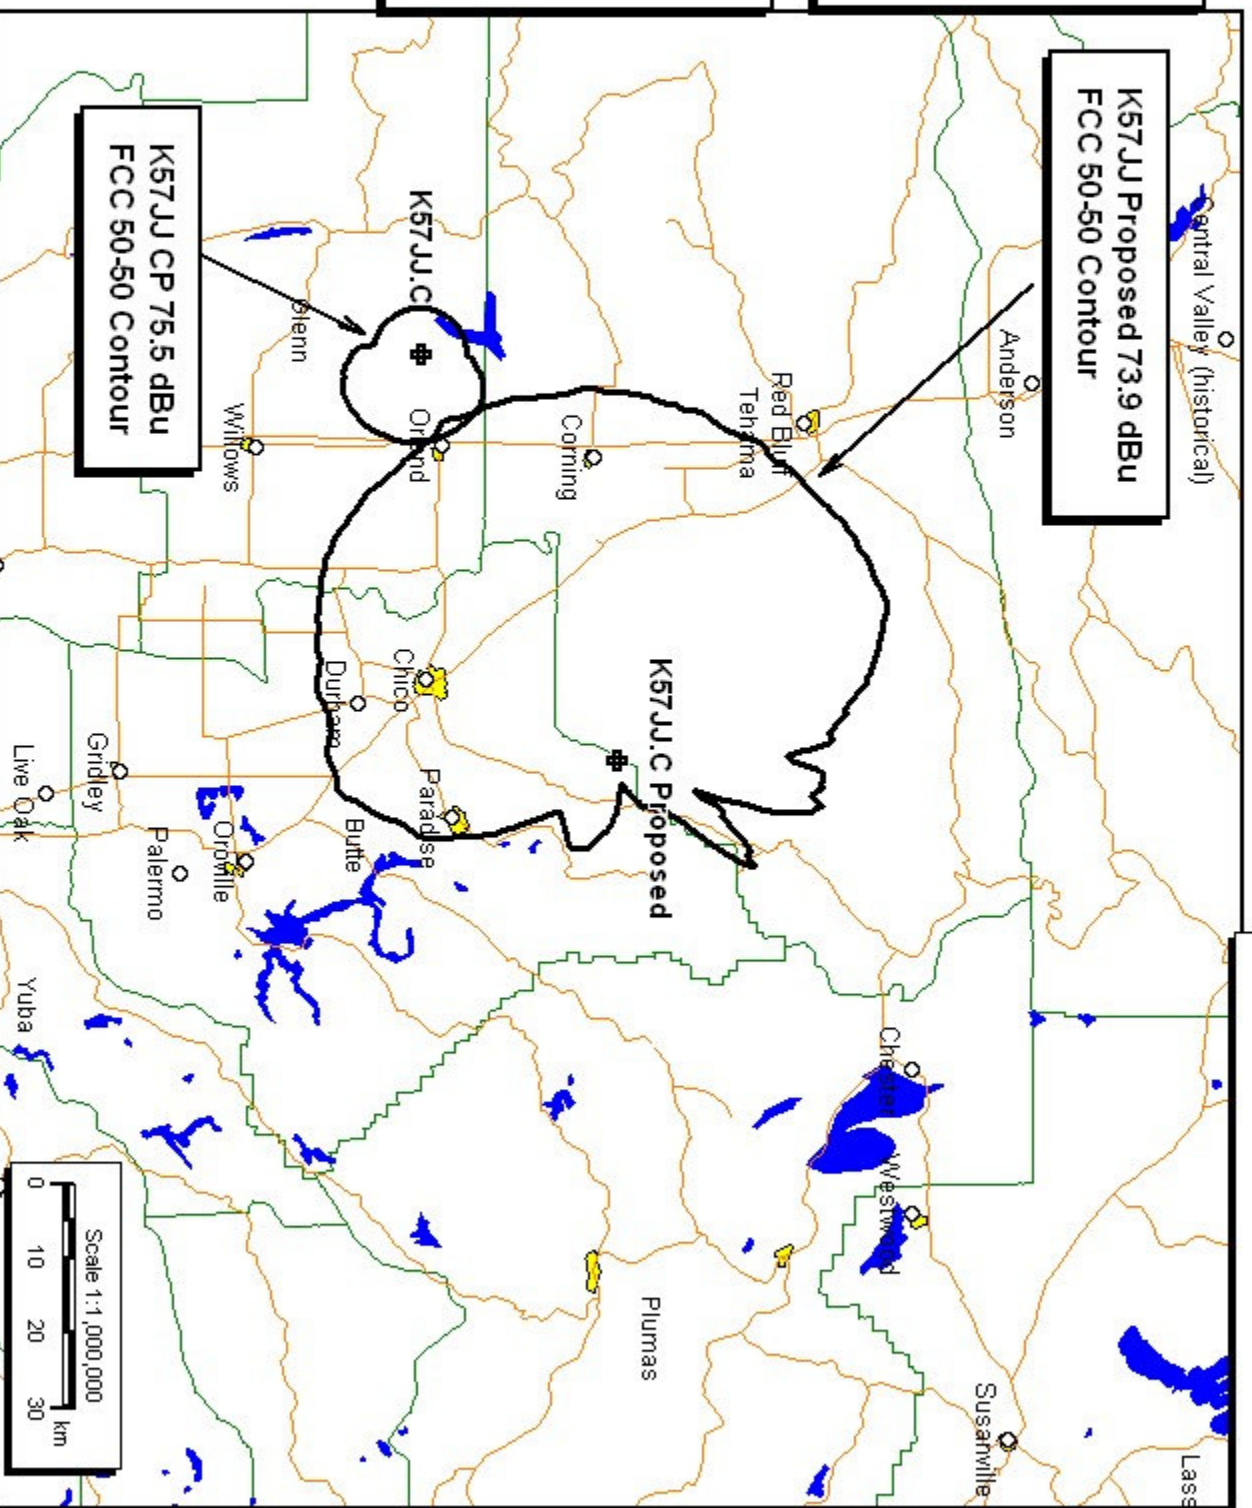 K57JJ Proposed 73.9 dBu
FCC 50-50 Contour
Central Valley (historical)
Anderson
Red Bluff
Tehama
Corning
K57JJ.C
Orland
Glenn
Willows
K57JJ CP 75.5 dBu
FCC 50-50 Contour
K57JJ.C Proposed
Chico
Durham
Paradise
Butte
Gridley
Live Oak
Oroville
Palermo
Yuba
Chester
Westwood
Plumas
Susanville
Lass
Scale 1:1,000,000
0 10 20 30 km